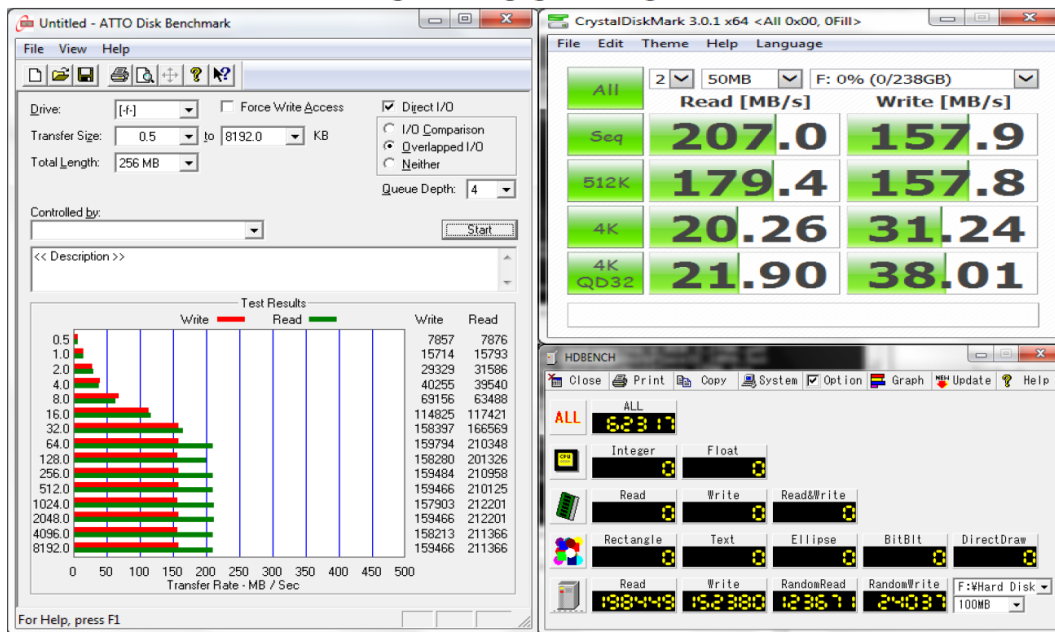 Untitled - ATTO Disk Benchmark
File View Help
Drive: [-f-] Force Write Access Direct I/O
Transfer Size: 0.5 to 8192.0 KB
I/O Comparison
Overlapped I/O
Neither
Total Length: 256 MB
Queue Depth: 4
Controlled by:
Start
<< Description >>
Test Results
Write Read Write Read
0.5 7857 7876
1.0 15714 15793
2.0 29329 31586
4.0 40255 39540
8.0 69156 63488
16.0 114825 117421
32.0 158397 166569
64.0 159794 210348
128.0 158280 201326
256.0 159484 210958
512.0 159466 210125
1024.0 157903 212201
2048.0 159466 212201
4096.0 158213 211366
8192.0 159466 211366
0 50 100 150 200 250 300 350 400 450 500
Transfer Rate - MB / Sec
For Help, press F1
CrystalDiskMark 3.0.1 x64 <All 0x00, 0Fill>
File Edit Theme Help Language
All 2 50MB F: 0% (0/238GB)
Read [MB/s] Write [MB/s]
Seq 207.0 157.9
512K 179.4 157.8
4K 20.26 31.24
4K QD32 21.90 38.01
HDBENCH
Close Print Copy System Option Graph NEW Update Help
ALL
ALL 62317
CPU
Integer Float
0 0
Read Write Read&Write
0 0 0
Rectangle Text Ellipse BitBlt DirectDraw
0 0 0 0 0
Read Write RandomRead RandomWrite F:¥Hard Disk
198449 152380 123671 24037 100MB